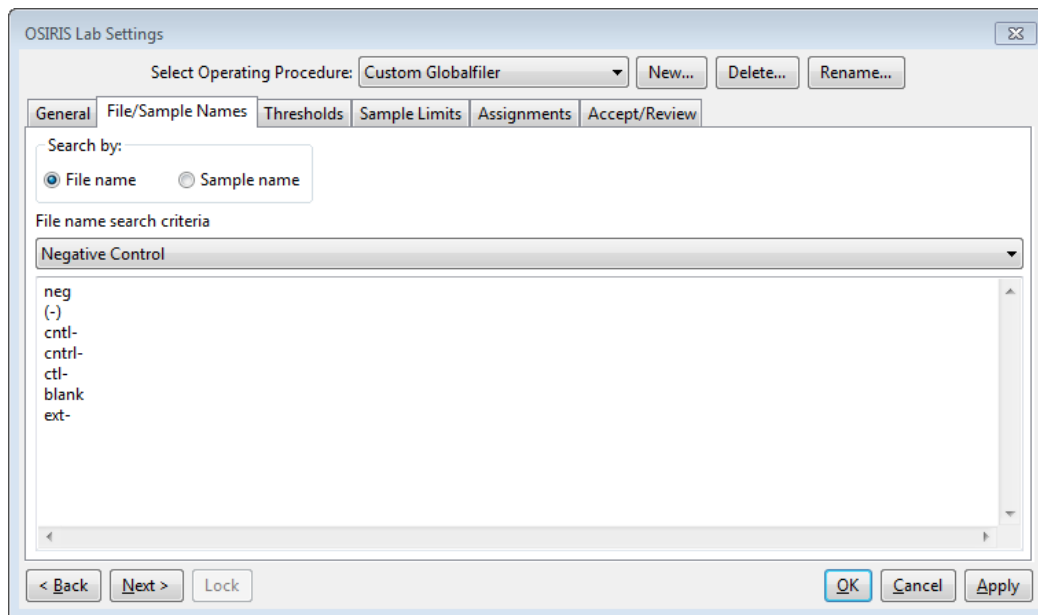 OSIRIS Lab Settings
Select Operating Procedure: Custom Globalfiler New... Delete... Rename...
General File/Sample Names Thresholds Sample Limits Assignments Accept/Review
Search by:
File name Sample name
File name search criteria
Negative Control
neg
(-)
cntl-
cntrl-
ctl-
blank
ext-
< Back Next > Lock OK Cancel Apply